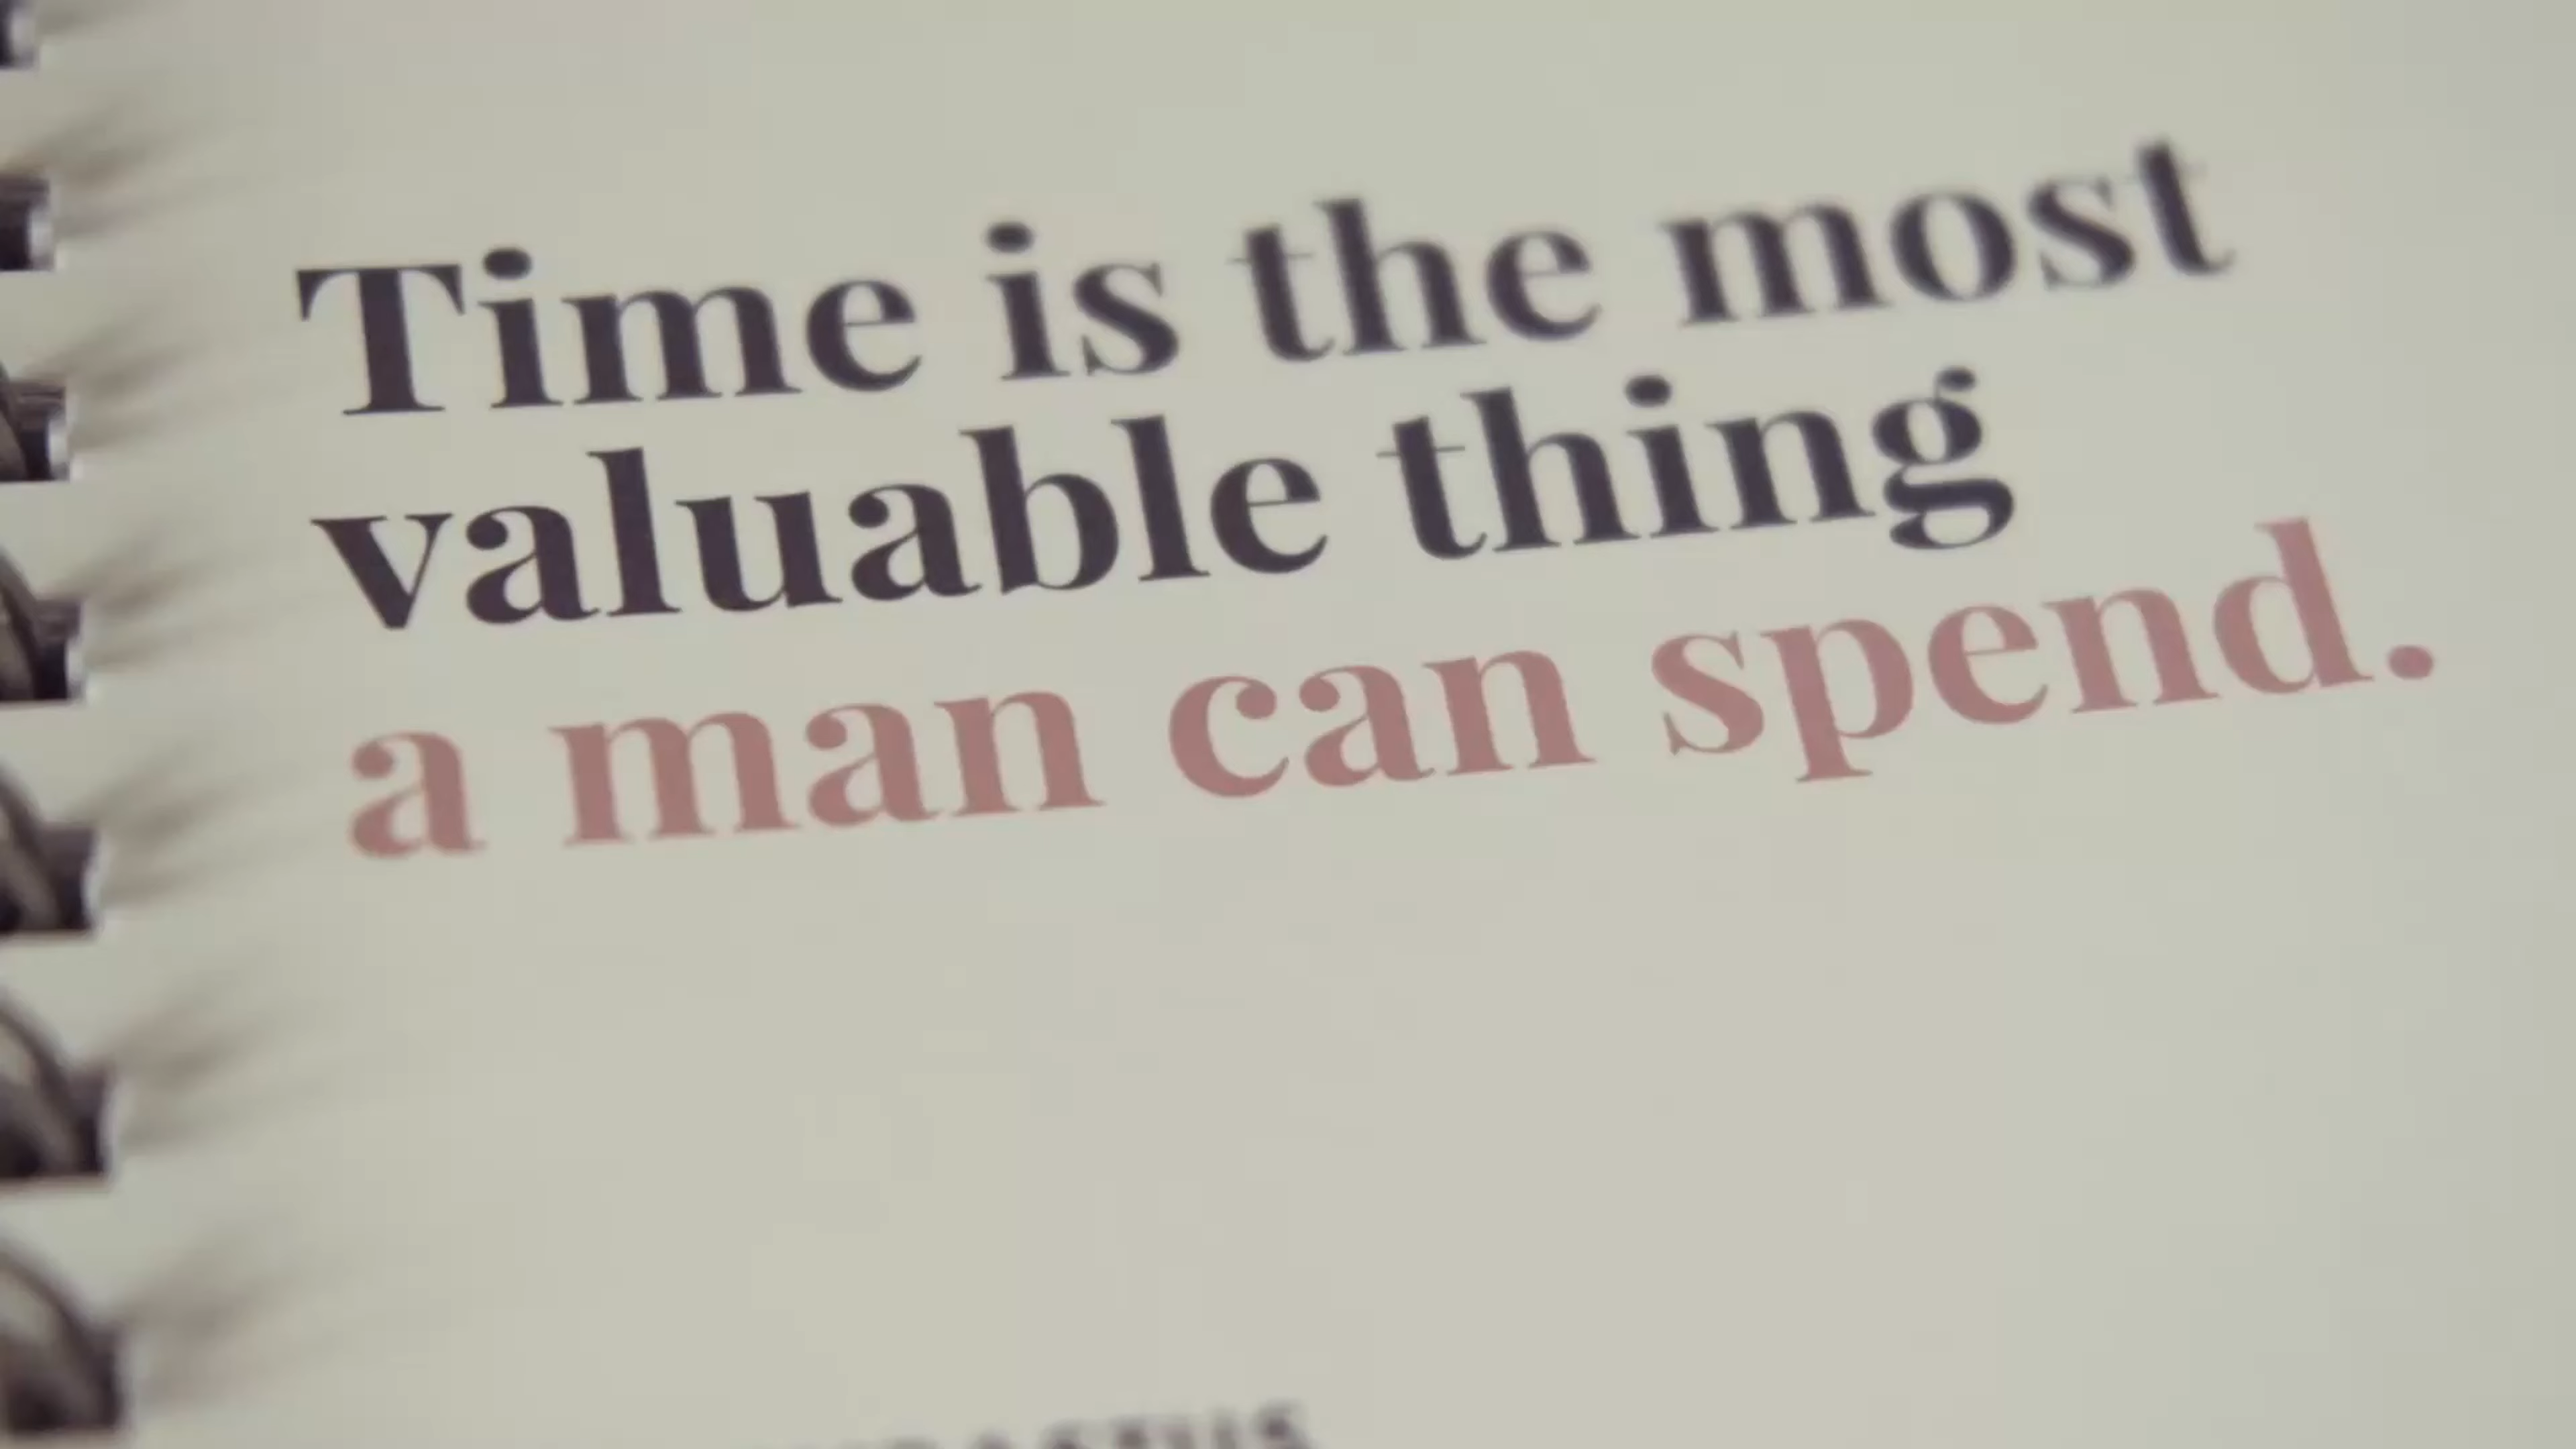 Time is the most
valuable thing
a man can spend.